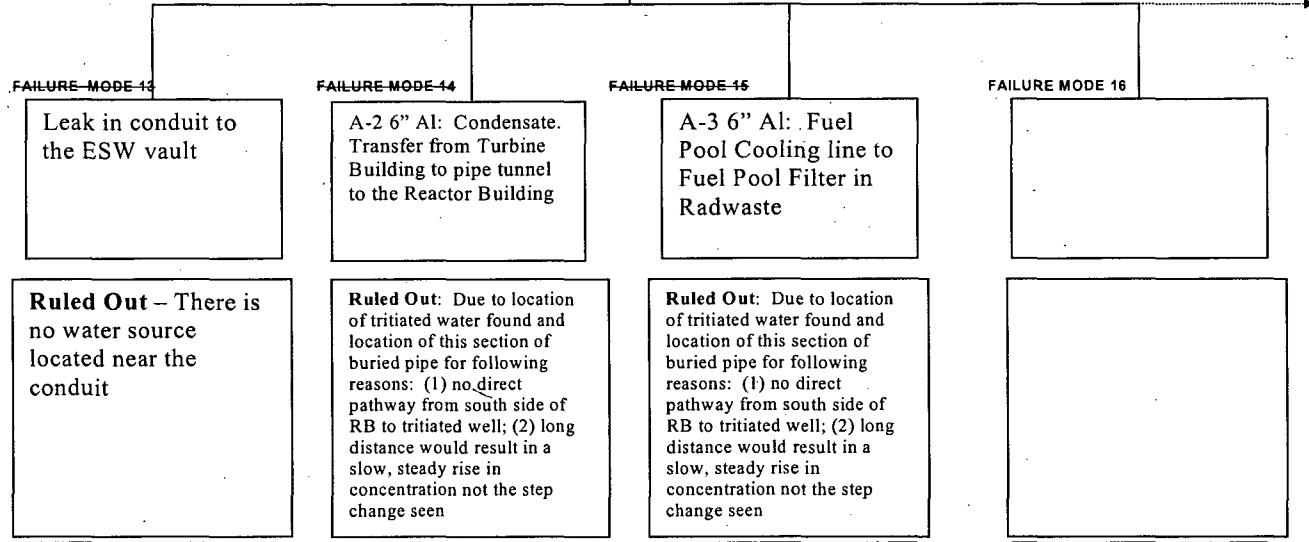 FAILURE MODE 13
Leak in conduit to
the ESW vault
Ruled Out – There is
no water source
located near the
conduit
FAILURE MODE 14
A-2 6" Al: Condensate.
Transfer from Turbine
Building to pipe tunnel
to the Reactor Building
Ruled Out: Due to location
of tritiated water found and
location of this section of
buried pipe for following
reasons: (1) no direct
pathway from south side of
RB to tritiated well; (2) long
distance would result in a
slow, steady rise in
concentration not the step
change seen
FAILURE MODE 15
A-3 6" Al: Fuel
Pool Cooling line to
Fuel Pool Filter in
Radwaste
Ruled Out: Due to location
of tritiated water found and
location of this section of
buried pipe for following
reasons: (1) no direct
pathway from south side of
RB to tritiated well; (2) long
distance would result in a
slow, steady rise in
concentration not the step
change seen
FAILURE MODE 16